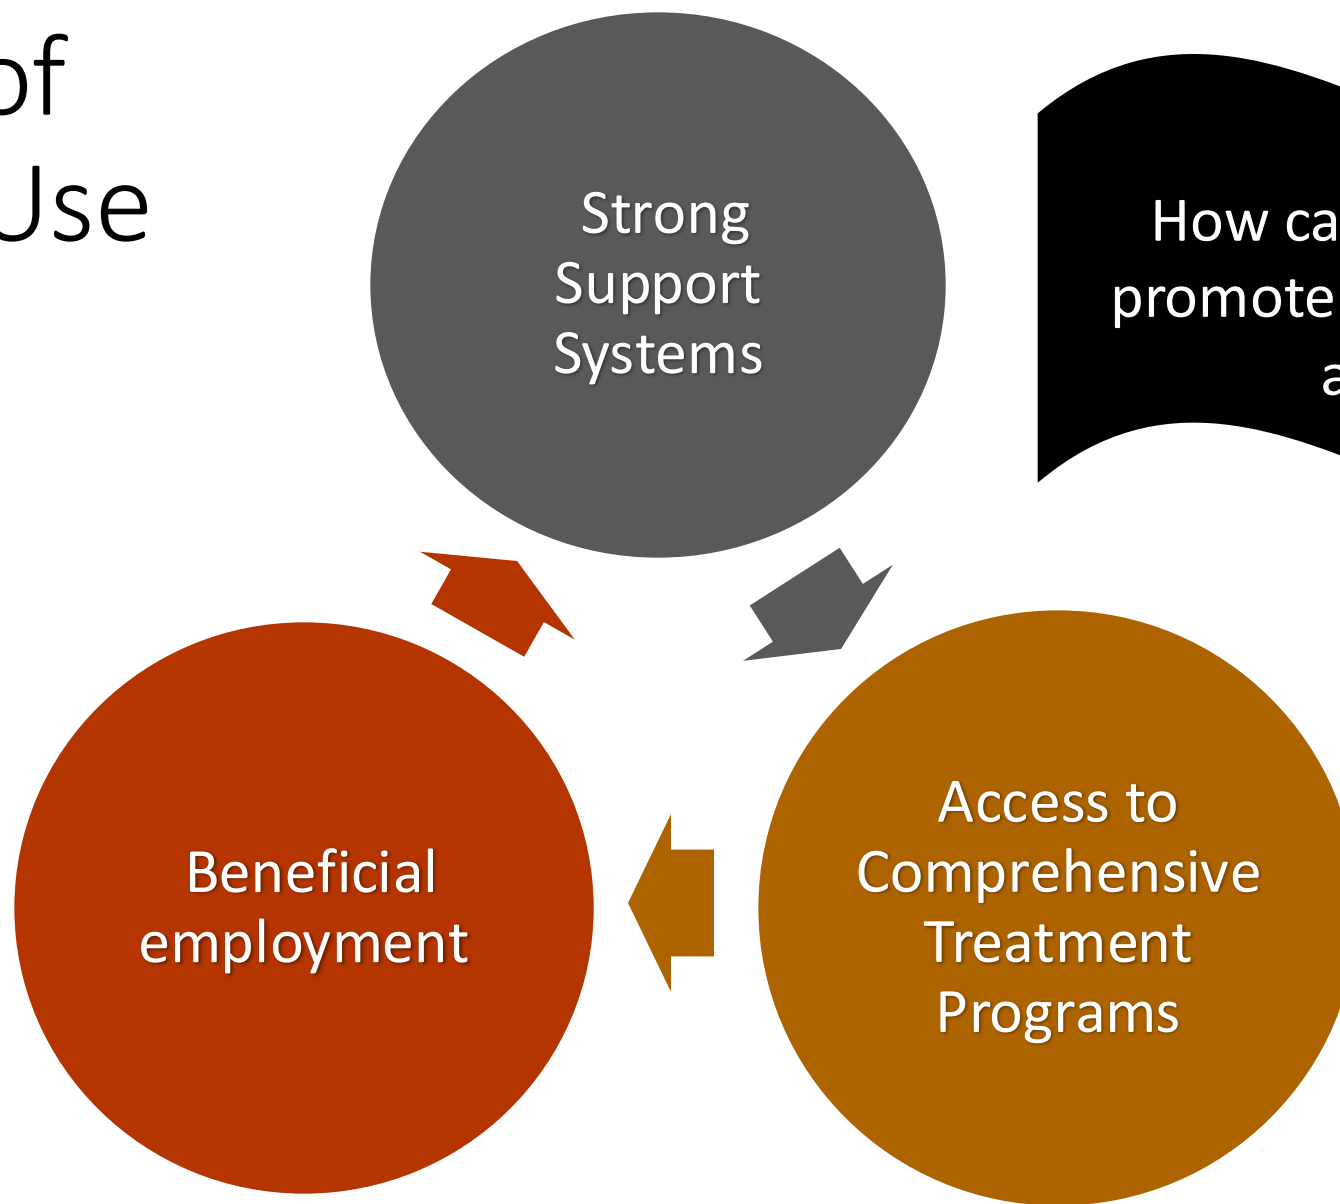 of
Use
Strong
Support
Systems
How ca
promote
a
Access to
Comprehensive
Treatment
Programs
Beneficial
employment